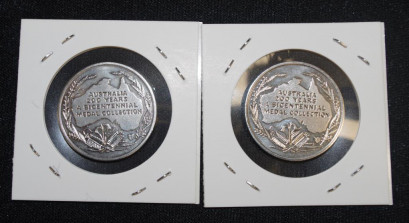 AUSTRALIA
200 YEARS
A BICENTENNIAL
MEDAL COLLECTION
AUSTRALIA
200 YEARS
A BICENTENNIAL
MEDAL COLLECTION